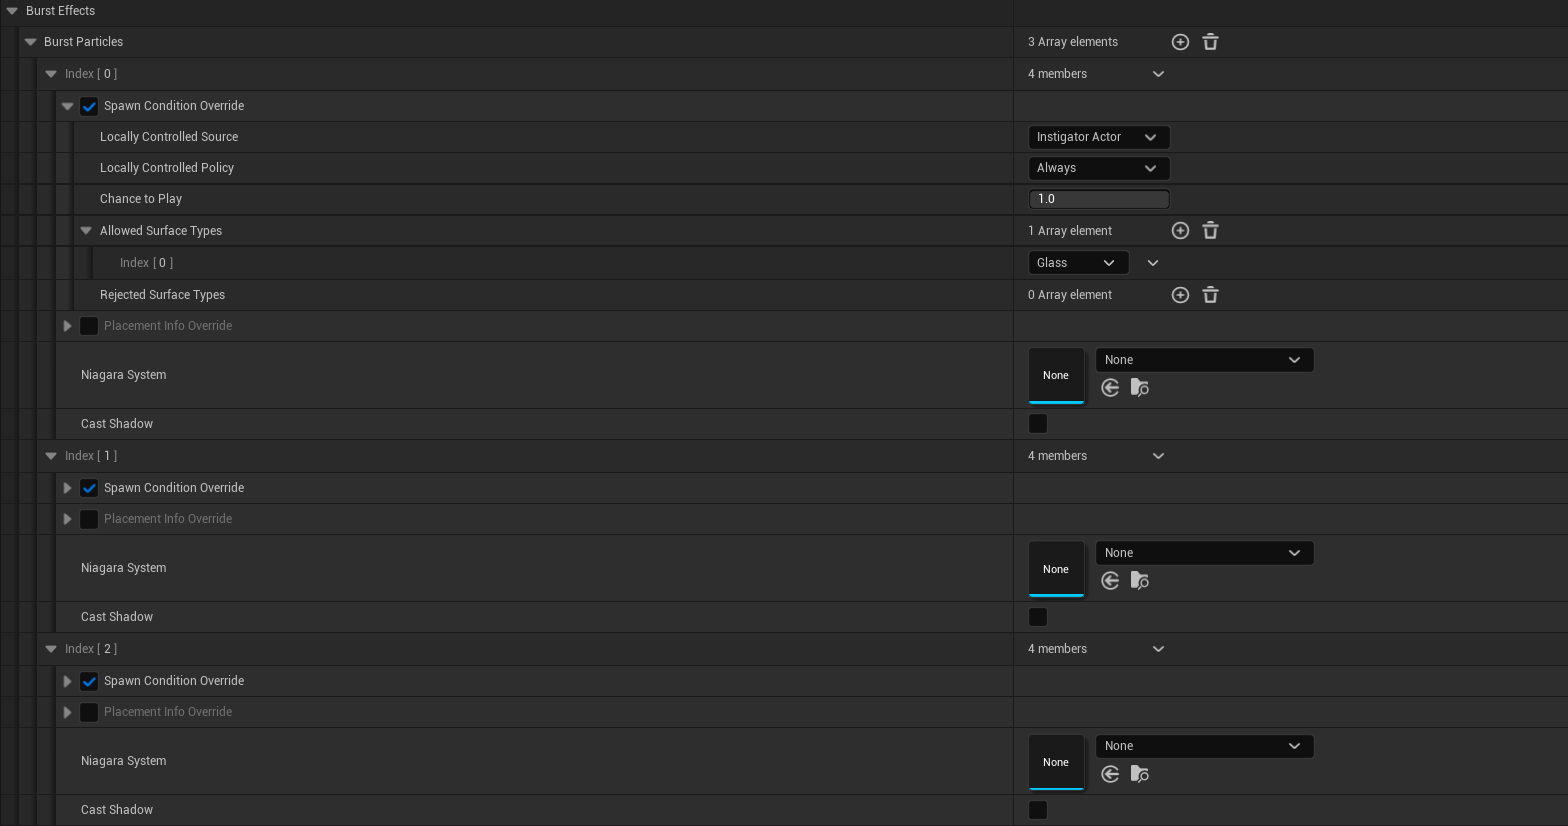 Burst Effects
Burst Particles 3 Array elements
Index [ 0 ] 4 members
Spawn Condition Override
Locally Controlled Source Instigator Actor
Locally Controlled Policy Always
Chance to Play 1.0
Allowed Surface Types 1 Array element
Index [ 0 ] Glass
Rejected Surface Types 0 Array element
Placement Info Override
Niagara System None None
Cast Shadow
Index [ 1 ] 4 members
Spawn Condition Override
Placement Info Override
Niagara System None None
Cast Shadow
Index [ 2 ] 4 members
Spawn Condition Override
Placement Info Override
Niagara System None None
Cast Shadow